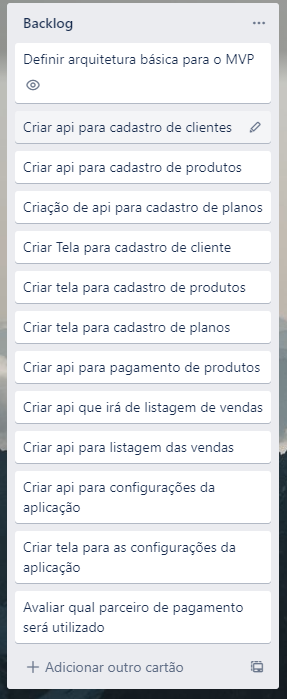 Backlog
Definir arquitetura básica para o MVP
Criar api para cadastro de clientes
Criar api para cadastro de produtos
Criação de api para cadastro de planos
Criar Tela para cadastro de cliente
Criar tela para cadastro de produtos
Criar tela para cadastro de planos
Criar api para pagamento de produtos
Criar api que irá de listagem de vendas
Criar api para listagem das vendas
Criar api para configurações da
aplicação
Criar tela para as configurações da
aplicação
Avaliar qual parceiro de pagamento
será utilizado
+ Adicionar outro cartão